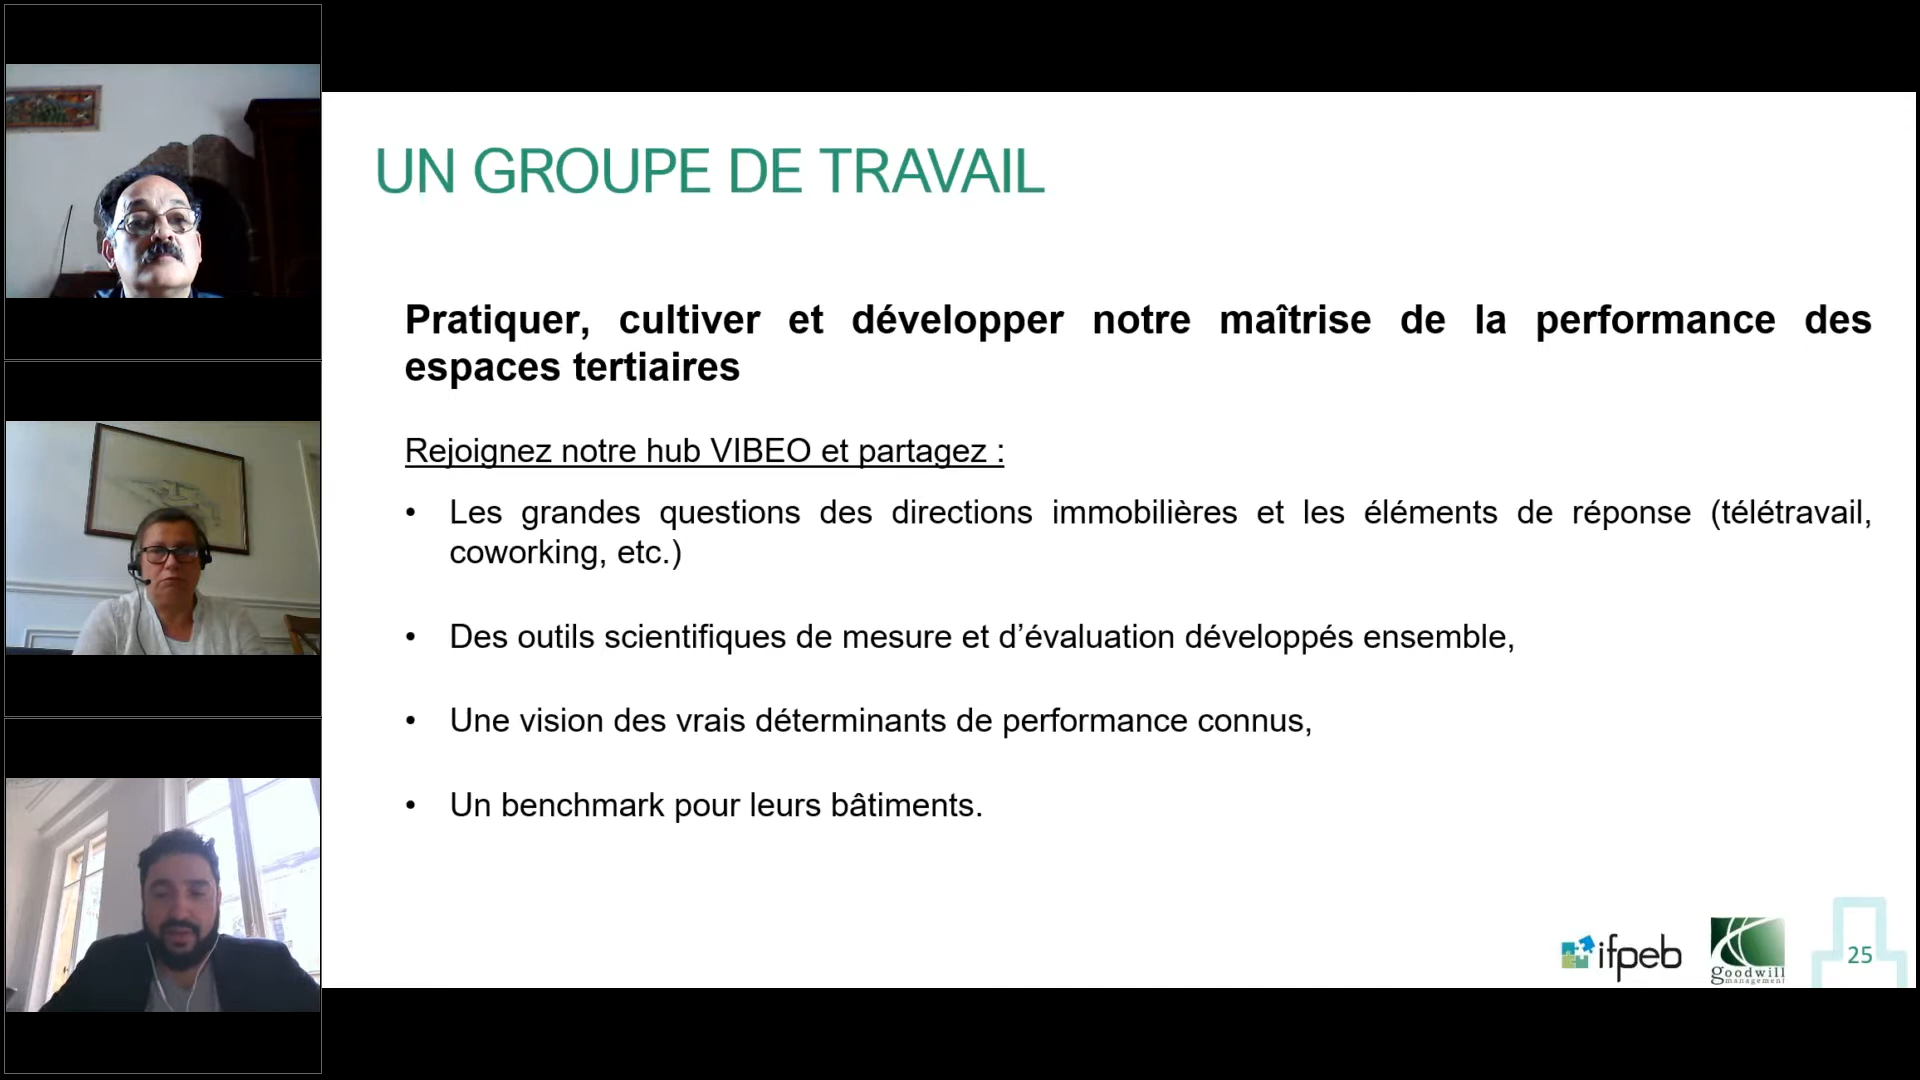 UN GROUPE DE TRAVAIL
Pratiquer, cultiver et développer notre maîtrise de la performance des
espaces tertiaires
Rejoignez notre hub VIBEO et partagez :
• Les grandes questions des directions immobilières et les éléments de réponse (télétravail,
coworking, etc.)
• Des outils scientifiques de mesure et d’évaluation développés ensemble,
• Une vision des vrais déterminants de performance connus,
• Un benchmark pour leurs bâtiments.
ifpeb
goodwill
management
25